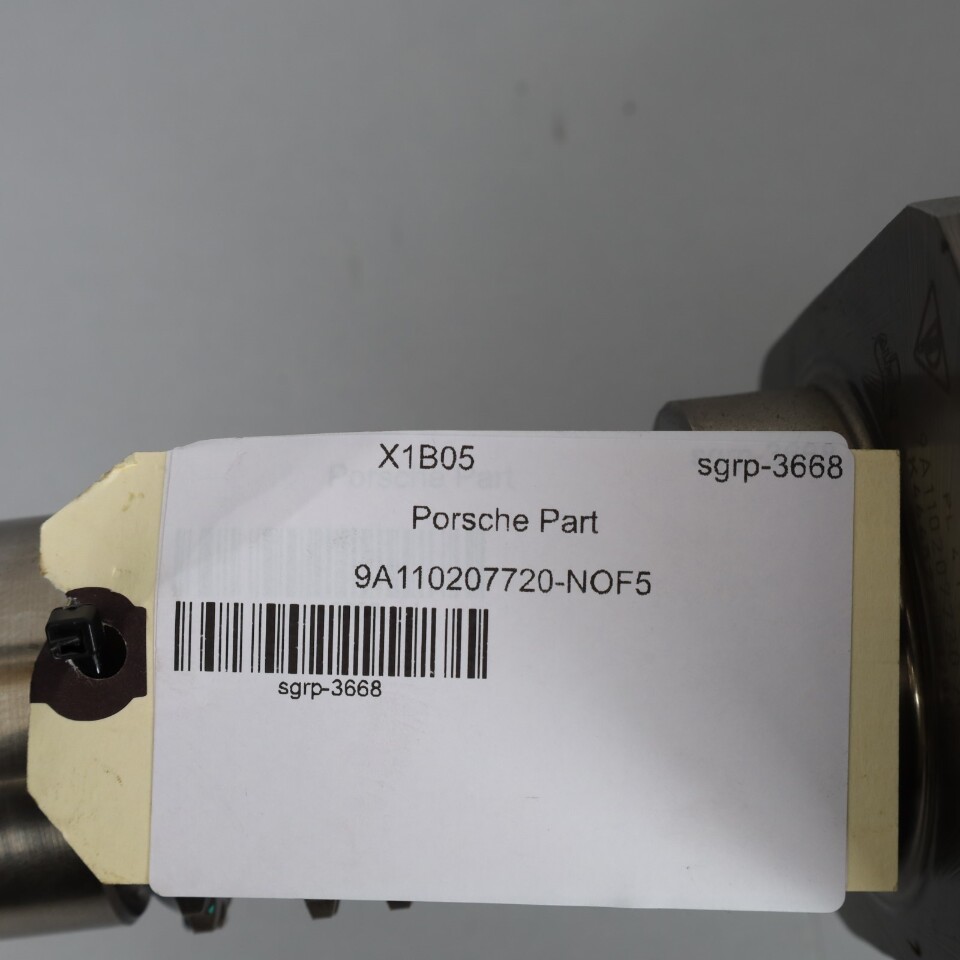 X1B05
sgrp-3668
Porsche Part
9A110207720-NOF5
sgrp-3668